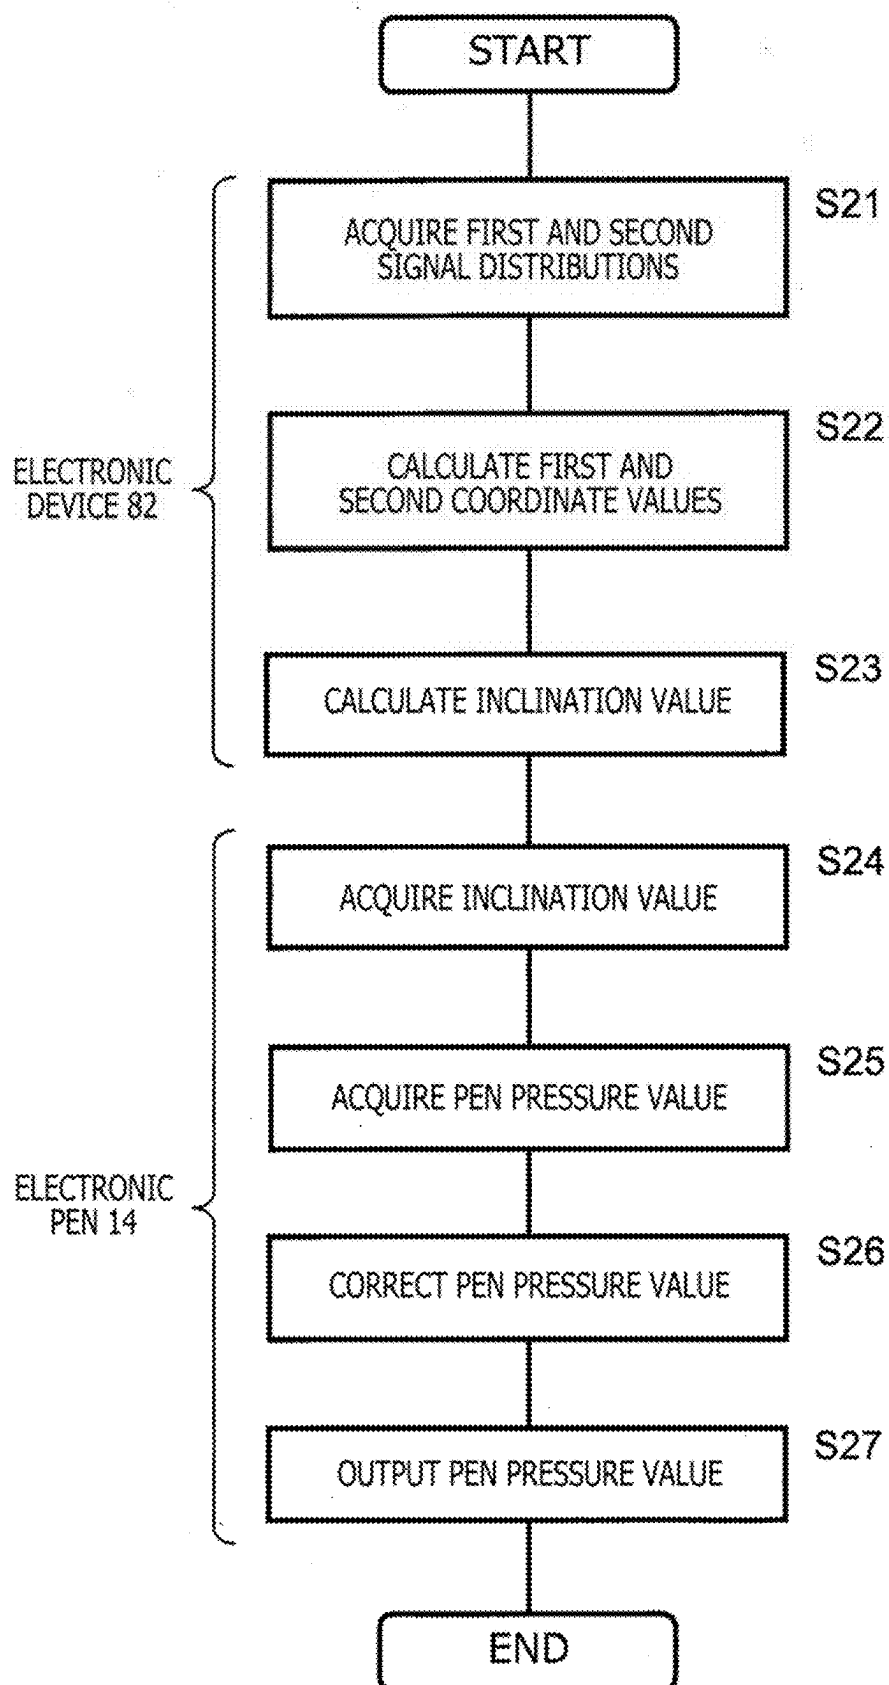 START
S21
ACQUIRE FIRST AND SECOND
SIGNAL DISTRIBUTIONS
S22
CALCULATE FIRST AND
SECOND COORDINATE VALUES
ELECTRONIC
DEVICE 82
S23
CALCULATE INCLINATION VALUE
S24
ACQUIRE INCLINATION VALUE
S25
ACQUIRE PEN PRESSURE VALUE
ELECTRONIC
PEN 14
S26
CORRECT PEN PRESSURE VALUE
S27
OUTPUT PEN PRESSURE VALUE
END